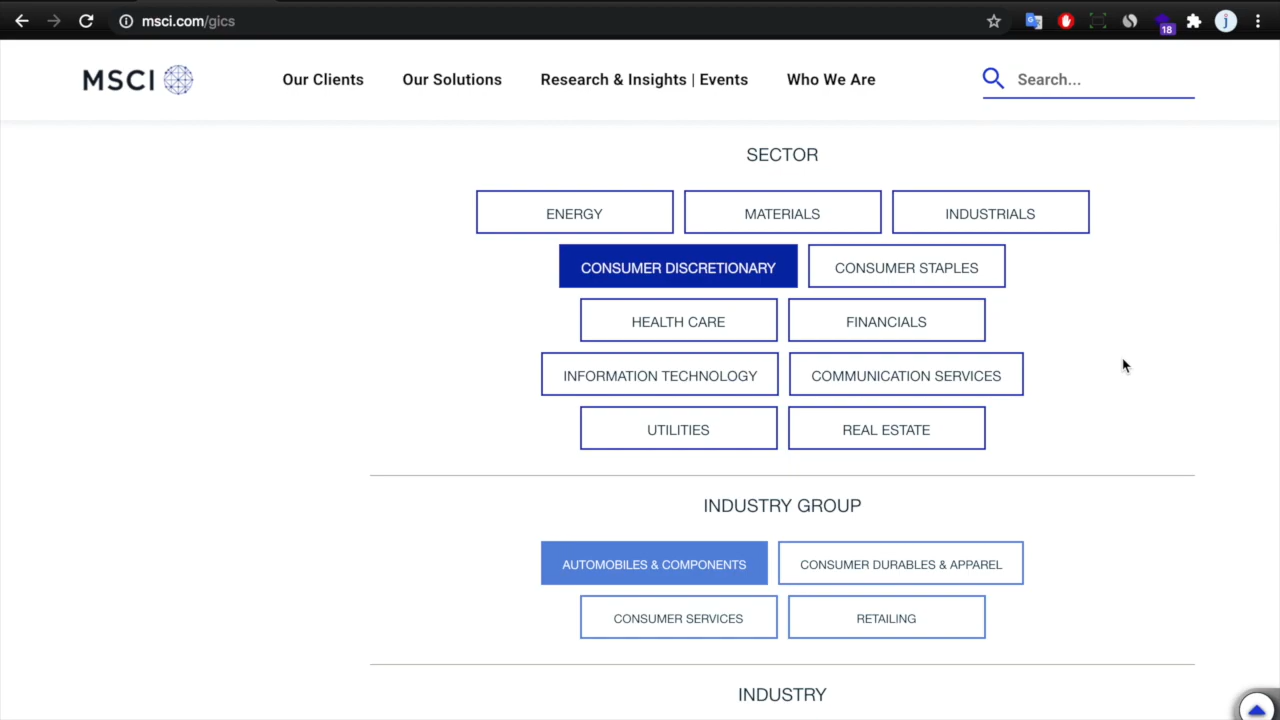 msci.com/gics
18
j
MSCI
Our Clients
Our Solutions
Research & Insights | Events
Who We Are
Search...
SECTOR
ENERGY
MATERIALS
INDUSTRIALS
CONSUMER DISCRETIONARY
CONSUMER STAPLES
HEALTH CARE
FINANCIALS
INFORMATION TECHNOLOGY
COMMUNICATION SERVICES
UTILITIES
REAL ESTATE
INDUSTRY GROUP
AUTOMOBILES & COMPONENTS
CONSUMER DURABLES & APPAREL
CONSUMER SERVICES
RETAILING
INDUSTRY